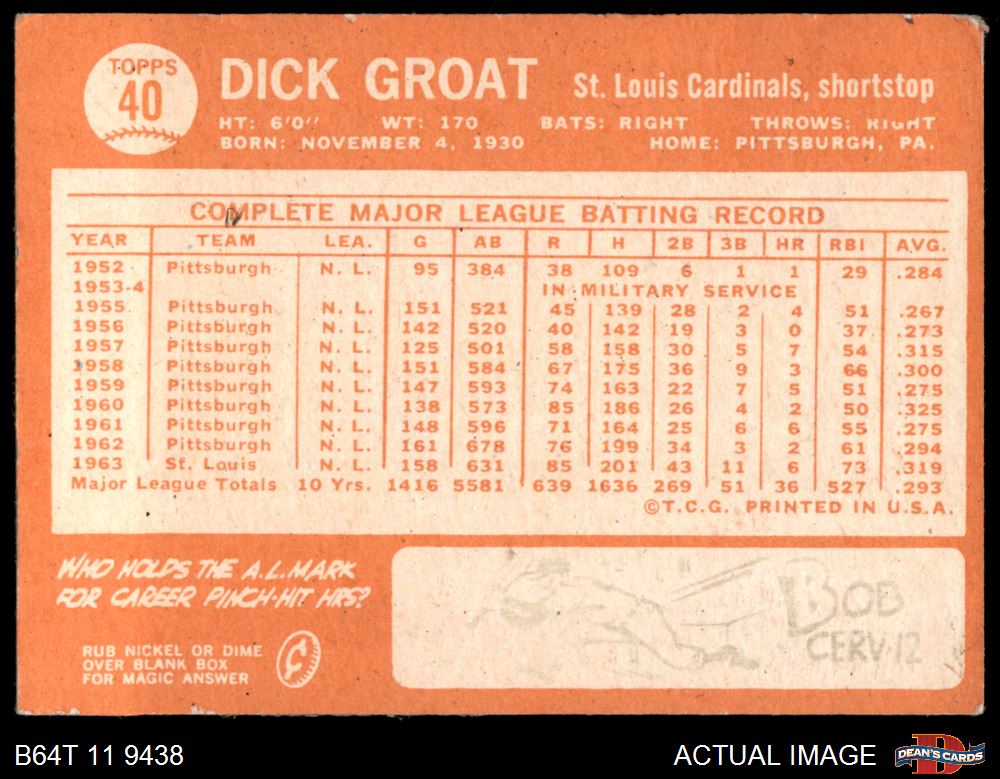 TOPPS
40
DICK GROAT St. Louis Cardinals, shortstop
HT: 6'0" WT: 170 BATS: RIGHT THROWS: RIGHT
BORN: NOVEMBER 4, 1930 HOME: PITTSBURGH, PA.
COMPLETE MAJOR LEAGUE BATTING RECORD
YEAR TEAM LEA. G AB R H 2B 3B HR RBI AVG.
1952 Pittsburgh N. L. 95 384 38 109 6 1 1 29 .284
1953-4 IN MILITARY SERVICE
1955 Pittsburgh N. L. 151 521 45 139 28 2 4 51 .267
1956 Pittsburgh N. L. 142 520 40 142 19 3 0 37 .273
1957 Pittsburgh N. L. 125 501 58 158 30 5 7 54 .315
1958 Pittsburgh N. L. 151 584 67 175 36 9 3 66 .300
1959 Pittsburgh N. L. 147 593 74 163 22 7 5 51 .275
1960 Pittsburgh N. L. 138 573 85 186 26 4 2 50 .325
1961 Pittsburgh N. L. 148 596 71 164 25 6 6 55 .275
1962 Pittsburgh N. L. 161 678 76 199 34 3 2 61 .294
1963 St. Louis N. L. 158 631 85 201 43 11 6 73 .319
Major League Totals 10 Yrs. 1416 5581 639 1636 269 51 36 527 .293
©T.C.G. PRINTED IN U.S.A.
WHO HOLDS THE A.L. MARK
FOR CAREER PINCH-HIT HRS?
RUB NICKEL OR DIME
OVER BLANK BOX
FOR MAGIC ANSWER
¢
BOB
CERV-12
B64T 11 9438 ACTUAL IMAGE DEAN'S CARDS